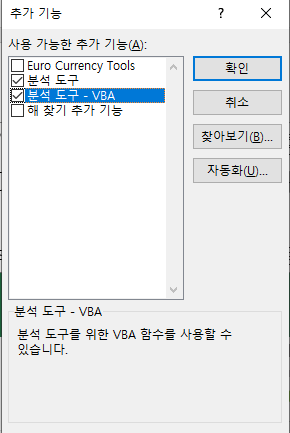 추가 기능
?
사용 가능한 추가 기능(A):
Euro Currency Tools
분석 도구
분석 도구 - VBA
해 찾기 추가 기능
확인
취소
찾아보기(B)...
자동화(U)...
분석 도구 - VBA
분석 도구를 위한 VBA 함수를 사용할 수
있습니다.